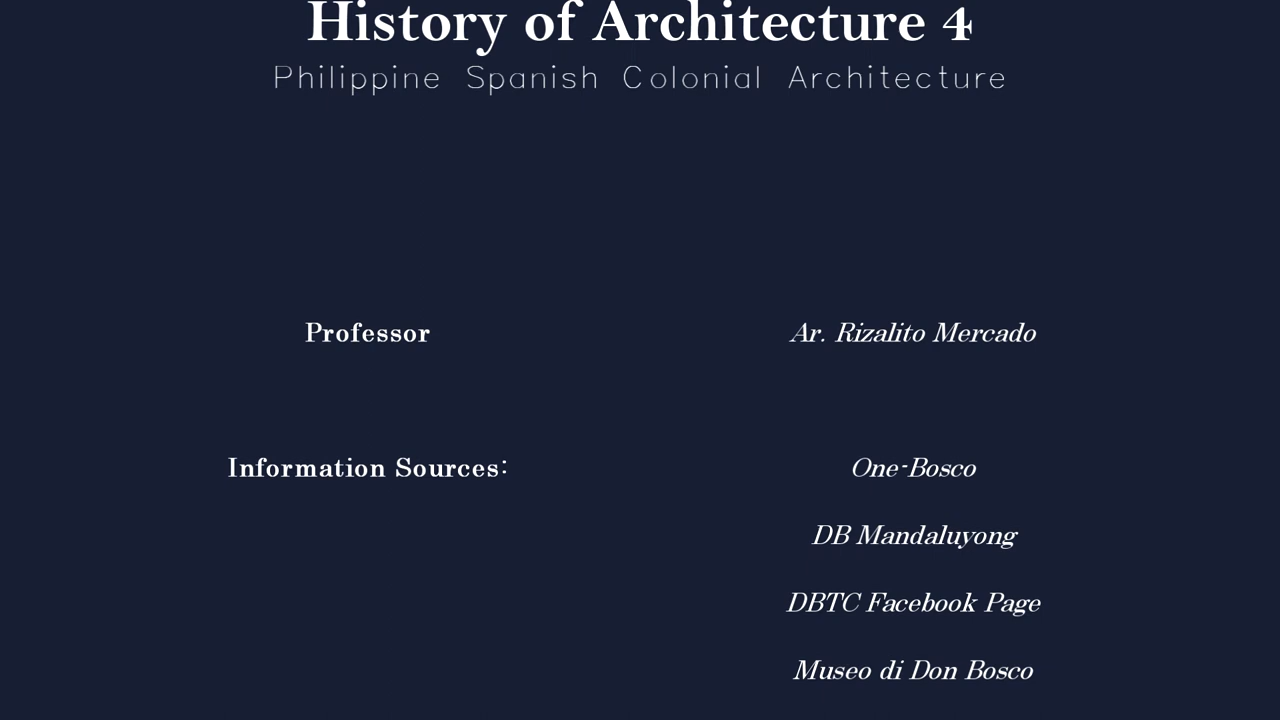 History of Architecture 4
Philippine Spanish Colonial Architecture
Professor Ar. Rizalito Mercado
Information Sources: One-Bosco
DB Mandaluyong
DBTC Facebook Page
Museo di Don Bosco